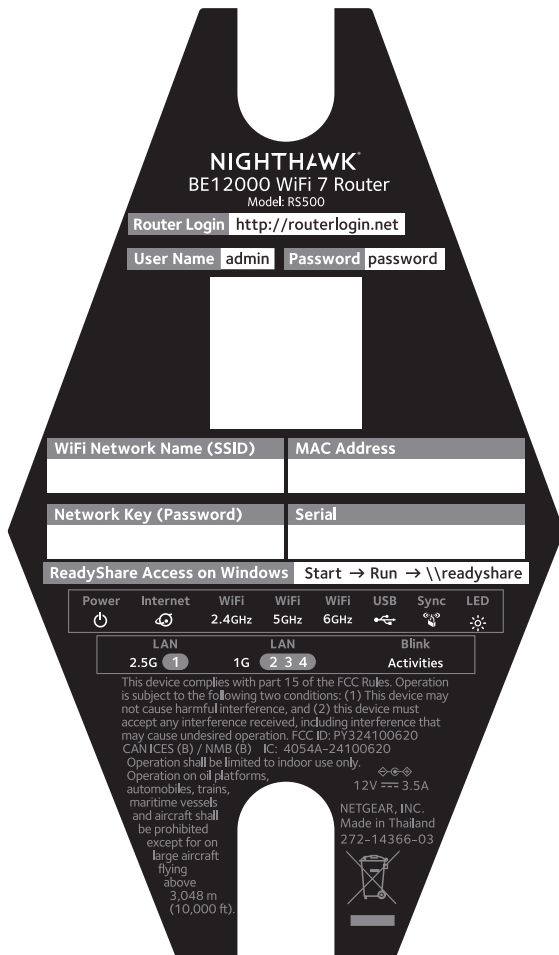 NIGHTHAWK®
BE12000 WiFi 7 Router
Model: RS500
Router Login http://routerlogin.net
User Name admin Password password
WiFi Network Name (SSID) MAC Address
Network Key (Password) Serial
ReadyShare Access on Windows Start → Run → \\readyshare
Power Internet WiFi WiFi WiFi USB Sync LED
2.4GHz 5GHz 6GHz
LAN LAN Blink
2.5G 1 1G 2 3 4 Activities
This device complies with part 15 of the FCC Rules. Operation
is subject to the following two conditions: (1) This device may
not cause harmful interference, and (2) this device must
accept any interference received, including interference that
may cause undesired operation. FCC ID: PY324100620
CAN ICES (B) / NMB (B) IC: 4054A-24100620
Operation shall be limited to indoor use only.
Operation on oil platforms,
automobiles, trains,
maritime vessels
and aircraft shall
be prohibited
except for on
large aircraft
flying
above
3,048 m
(10,000 ft).
12V ⎓ 3.5A
NETGEAR, INC.
Made in Thailand
272-14366-03